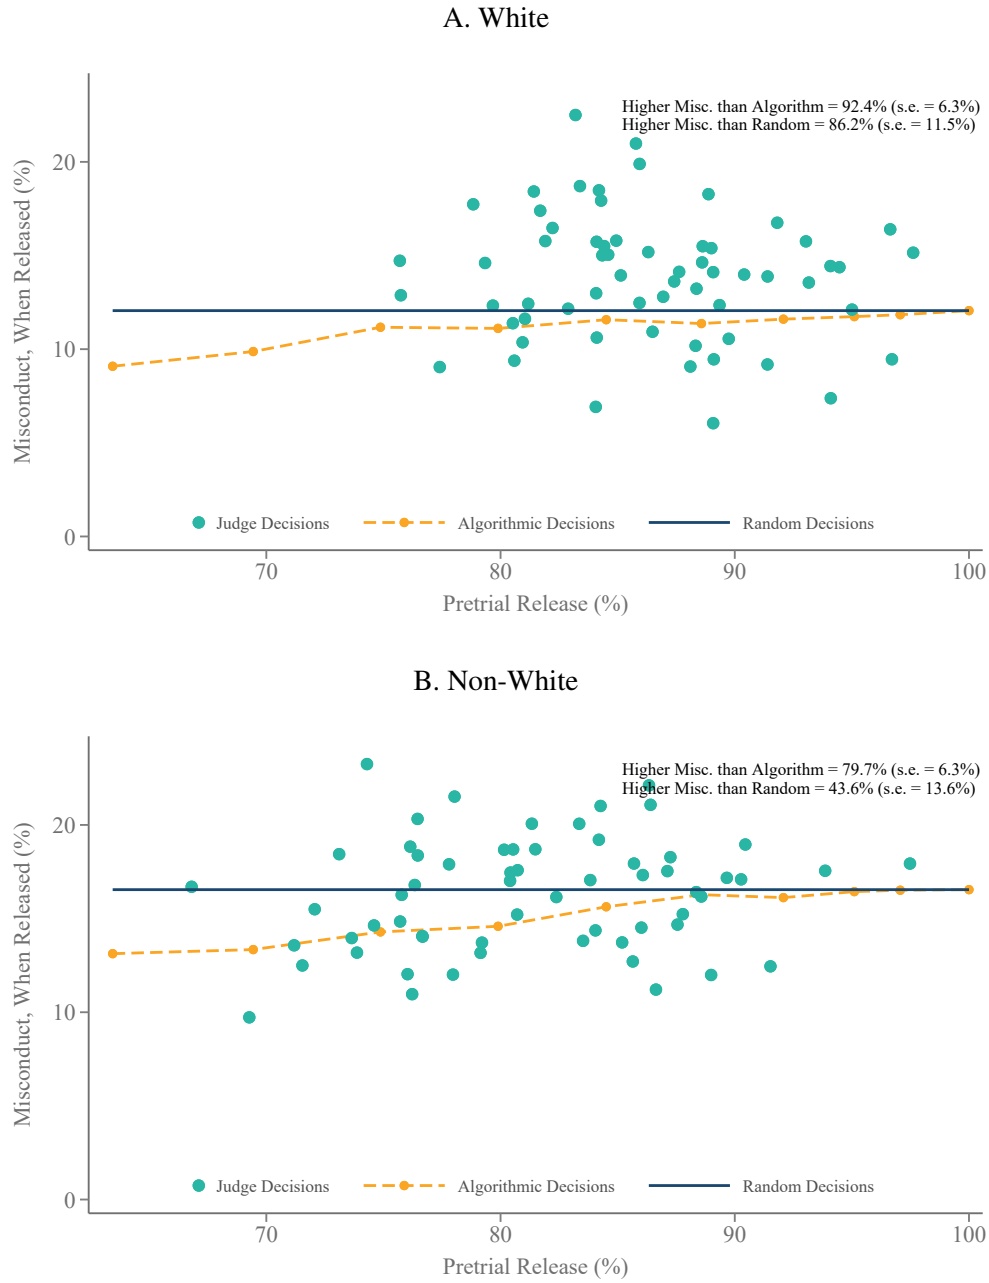 A. White
Higher Misc. than Algorithm = 92.4% (s.e. = 6.3%)
Higher Misc. than Random = 86.2% (s.e. = 11.5%)
Misconduct, When Released (%)
20
10
0
Judge Decisions
Algorithmic Decisions
Random Decisions
70
80
90
100
Pretrial Release (%)
B. Non-White
Higher Misc. than Algorithm = 79.7% (s.e. = 6.3%)
Higher Misc. than Random = 43.6% (s.e. = 13.6%)
Misconduct, When Released (%)
20
10
0
Judge Decisions
Algorithmic Decisions
Random Decisions
70
80
90
100
Pretrial Release (%)